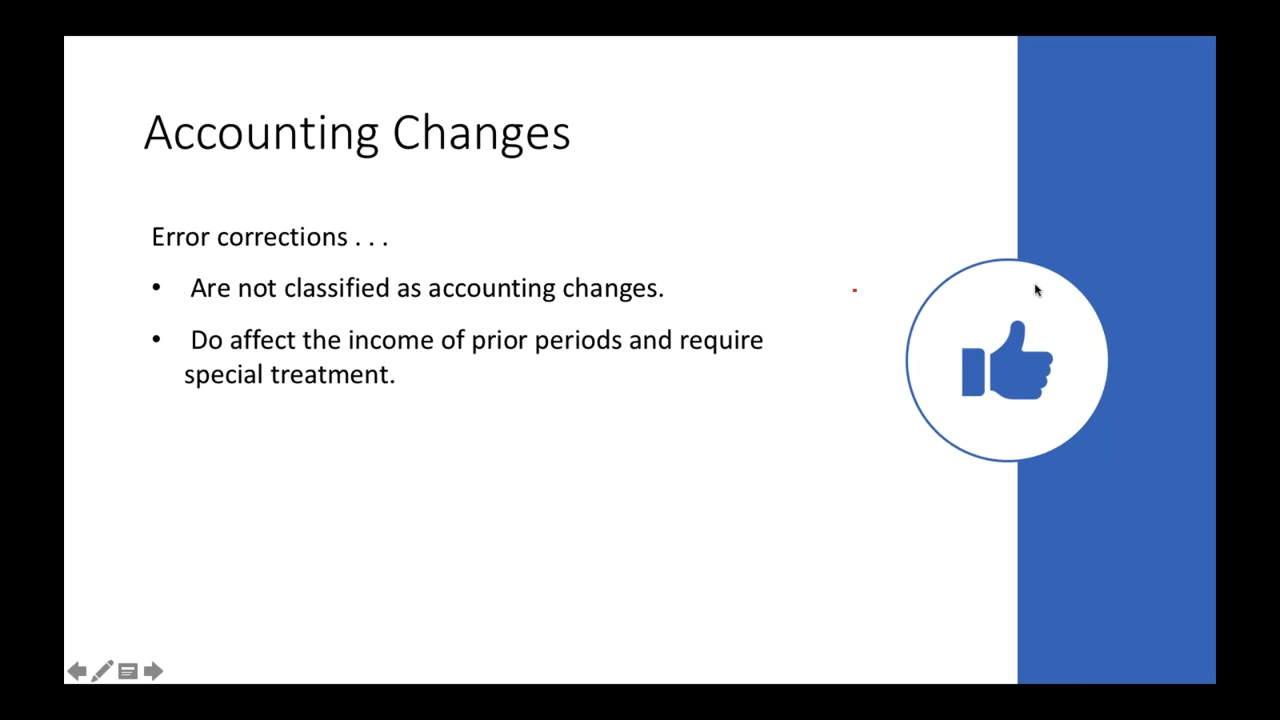 Accounting Changes
Error corrections . . .
• Are not classified as accounting changes.
• Do affect the income of prior periods and require
special treatment.